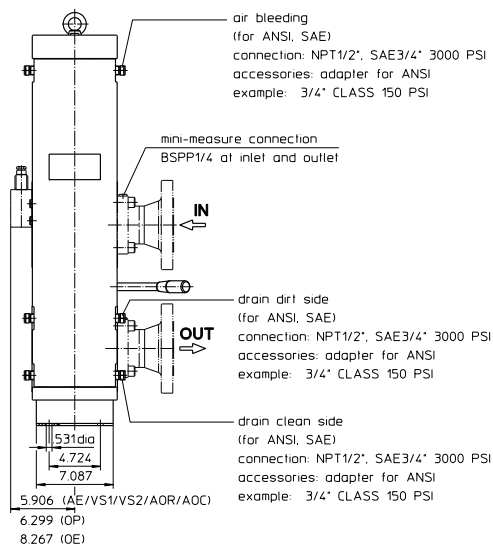 air bleeding
(for ANSI, SAE)
connection: NPT1/2", SAE3/4" 3000 PSI
accessories: adapter for ANSI
example: 3/4" CLASS 150 PSI
mini-measure connection
BSPP1/4 at inlet and outlet
IN
OUT
drain dirt side
(for ANSI, SAE)
connection: NPT1/2", SAE3/4" 3000 PSI
accessories: adapter for ANSI
example: 3/4" CLASS 150 PSI
drain clean side
(for ANSI, SAE)
connection: NPT1/2", SAE3/4" 3000 PSI
accessories: adapter for ANSI
example: 3/4" CLASS 150 PSI
.531dia
4.724
7.087
5.906 (AE/VS1/VS2/AOR/AOC)
6.299 (OP)
8.267 (OE)